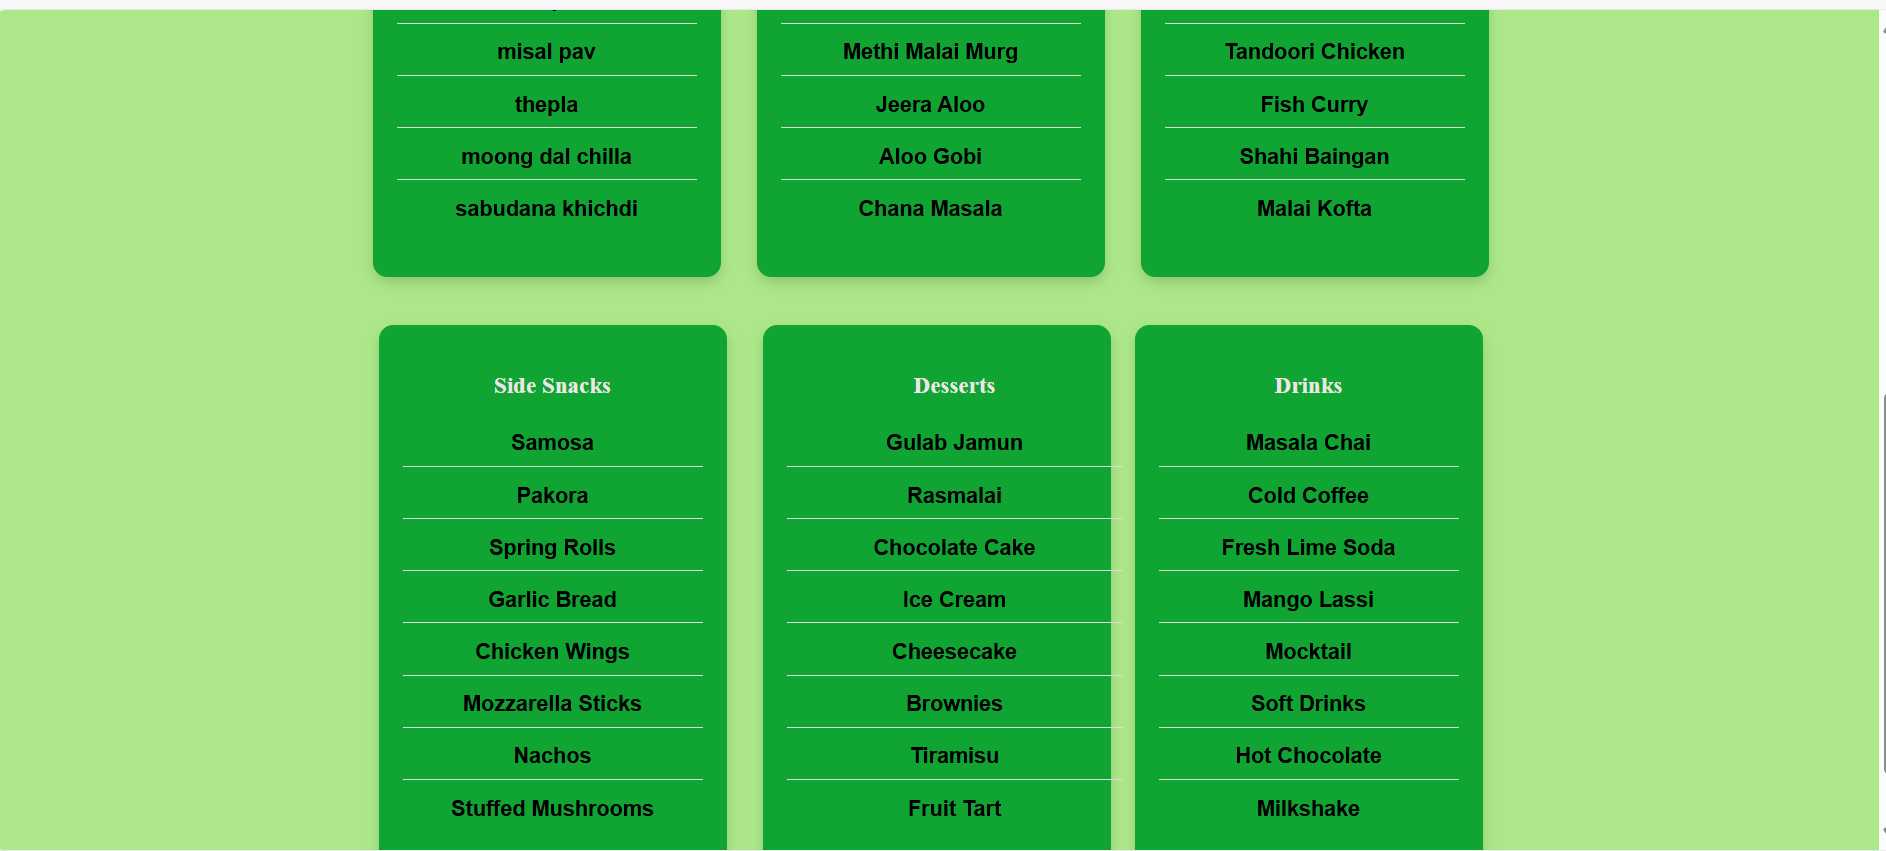 misal pav
thepla
moong dal chilla
sabudana khichdi
Methi Malai Murg
Jeera Aloo
Aloo Gobi
Chana Masala
Tandoori Chicken
Fish Curry
Shahi Baingan
Malai Kofta
Side Snacks
Samosa
Pakora
Spring Rolls
Garlic Bread
Chicken Wings
Mozzarella Sticks
Nachos
Stuffed Mushrooms
Desserts
Gulab Jamun
Rasmalai
Chocolate Cake
Ice Cream
Cheesecake
Brownies
Tiramisu
Fruit Tart
Drinks
Masala Chai
Cold Coffee
Fresh Lime Soda
Mango Lassi
Mocktail
Soft Drinks
Hot Chocolate
Milkshake